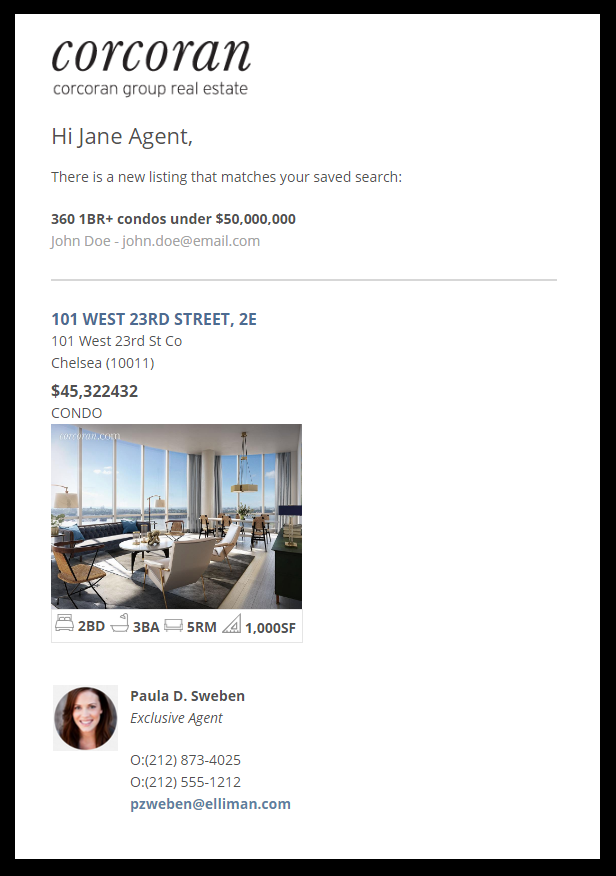 corcoran
corcoran group real estate
Hi Jane Agent,
There is a new listing that matches your saved search:
360 1BR+ condos under $50,000,000
John Doe - john.doe@email.com
101 WEST 23RD STREET, 2E
101 West 23rd St Co
Chelsea (10011)
$45,322432
CONDO
corcoran.com
2BD 3BA 5RM 1,000SF
Paula D. Sweben
Exclusive Agent
O:(212) 873-4025
O:(212) 555-1212
pzweben@elliman.com